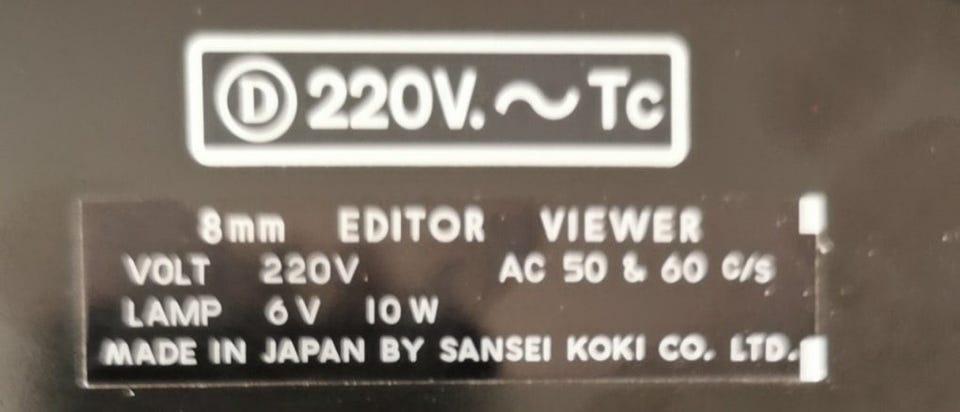 Ⓓ 220V. ~ Tc
8mm EDITOR VIEWER
VOLT 220V. AC 50 & 60 C/S
LAMP 6V 10W
MADE IN JAPAN BY SANSEI KOKI CO. LTD.